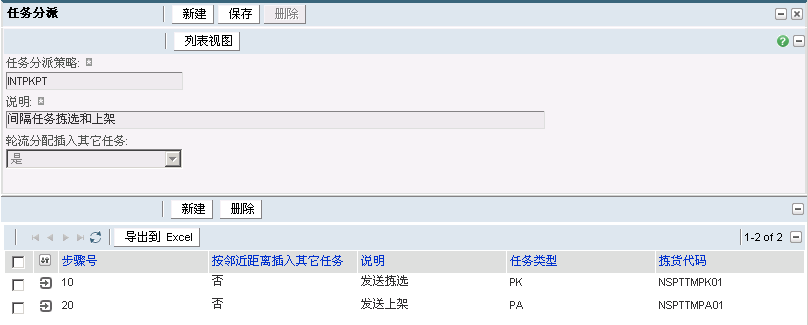 任务分派 新建 保存 删除
列表视图
任务分派策略:
INTPKPT
说明:
间隔任务拣选和上架
轮流分配插入其它任务:
是
新建 删除
导出到 Excel 1-2 of 2
步骤号 按邻近距离插入其它任务 说明 任务类型 拣货代码
10 否 发送拣选 PK NSPTTMPK01
20 否 发送上架 PA NSPTTMPA01